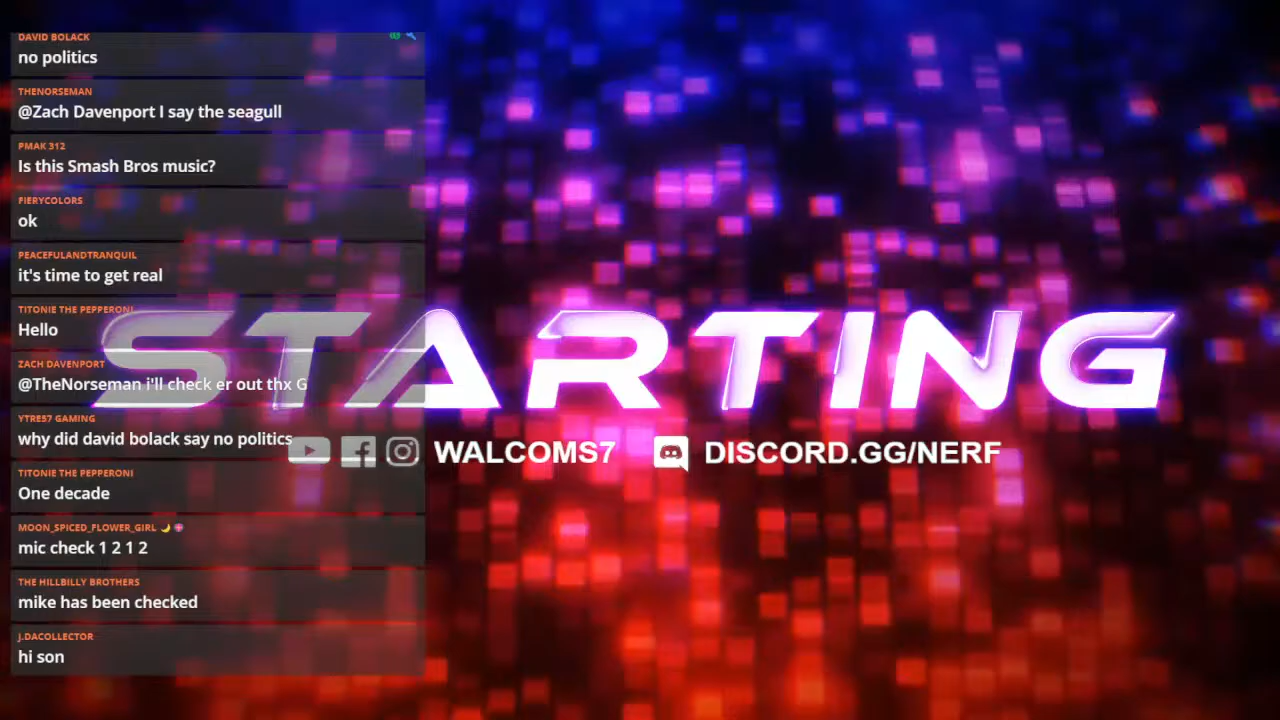 DAVID BOLACK
no politics
THENORSEMAN
@Zach Davenport I say the seagull
PMAK 312
Is this Smash Bros music?
FIERYCOLORS
ok
PEACEFULANDTRANQUIL
it's time to get real
TITONIE THE PEPPERONI
Hello
ZACH DAVENPORT
@TheNorseman i'll check er out thx G
YTRE57 GAMING
why did david bolack say no politics
TITONIE THE PEPPERONI
One decade
MOON_SPICED_FLOWER_GIRL
mic check 1 2 1 2
THE HILLBILLY BROTHERS
mike has been checked
J.DACOLLECTOR
hi son
STARTING
WALCOMS7 DISCORD.GG/NERF